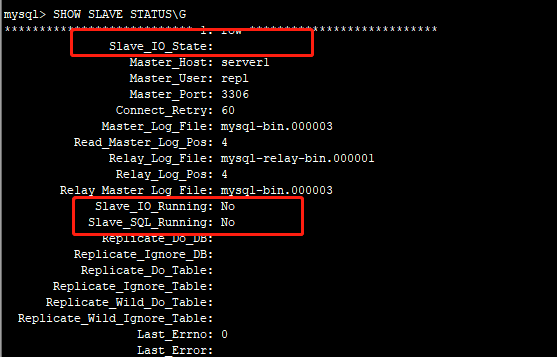 mysql> SHOW SLAVE STATUS\G
*************************** 1. row ***************************
Slave_IO_State:
Master_Host: server1
Master_User: repl
Master_Port: 3306
Connect_Retry: 60
Master_Log_File: mysql-bin.000003
Read_Master_Log_Pos: 4
Relay_Log_File: mysql-relay-bin.000001
Relay_Log_Pos: 4
Relay_Master_Log_File: mysql-bin.000003
Slave_IO_Running: No
Slave_SQL_Running: No
Replicate_Do_DB:
Replicate_Ignore_DB:
Replicate_Do_Table:
Replicate_Ignore_Table:
Replicate_Wild_Do_Table:
Replicate_Wild_Ignore_Table:
Last_Errno: 0
Last_Error: